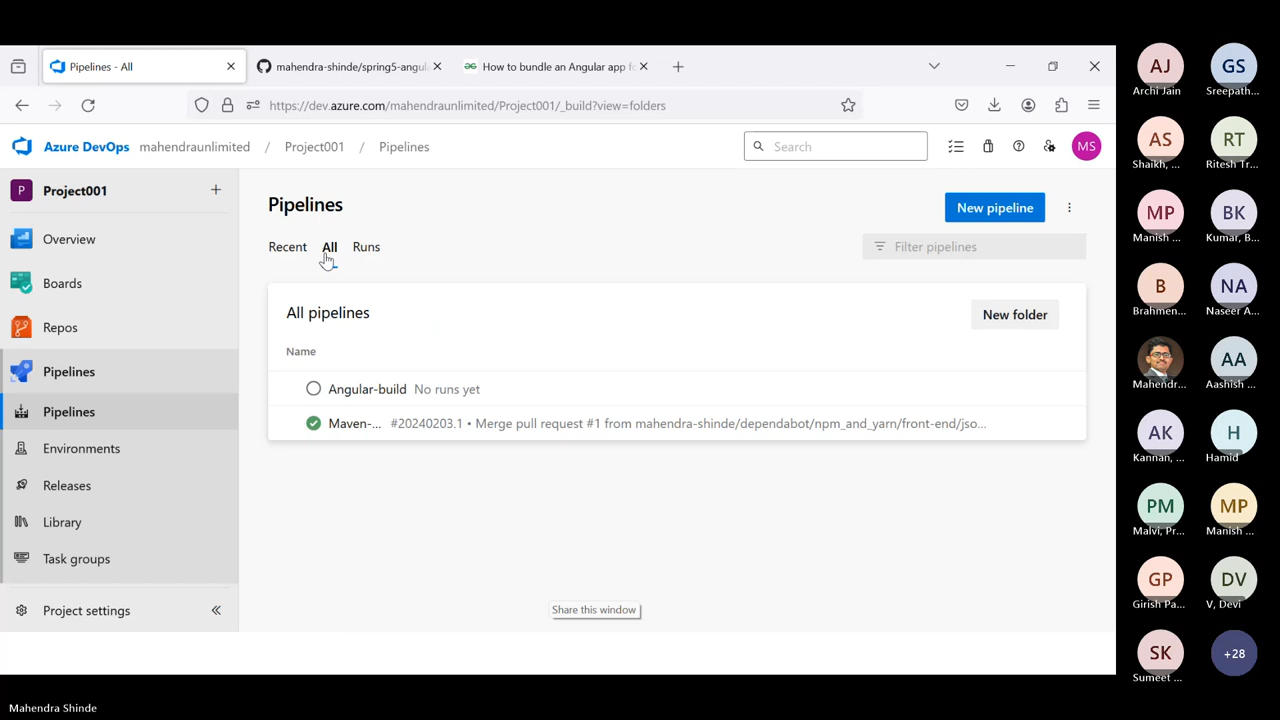 Pipelines - All
mahendra-shinde/spring5-angul
How to bundle an Angular app fo
https://dev.azure.com/mahendraunlimited/Project001/_build?view=folders
Azure DevOps mahendraunlimited / Project001 / Pipelines
Search
MS
P Project001
Overview
Boards
Repos
Pipelines
Pipelines
Environments
Releases
Library
Task groups
Project settings
Pipelines
New pipeline
Recent All Runs
Filter pipelines
All pipelines
New folder
Name
Angular-build No runs yet
Maven-... #20240203.1 • Merge pull request #1 from mahendra-shinde/dependabot/npm_and_yarn/front-end/jso...
Share this window
AJ GS
Archi Jain Sreepath...
AS RT
Shaikh, ... Ritesh Tr...
MP BK
Manish ... Kumar, B...
B NA
Brahmen... Naseer A...
AA
Mahendr... Aashish ...
AK H
Kannan, ... Hamid
PM MP
Malvi, Pr... Manish ...
GP DV
Girish Pa... V, Devi
SK +28
Sumeet ...
Mahendra Shinde